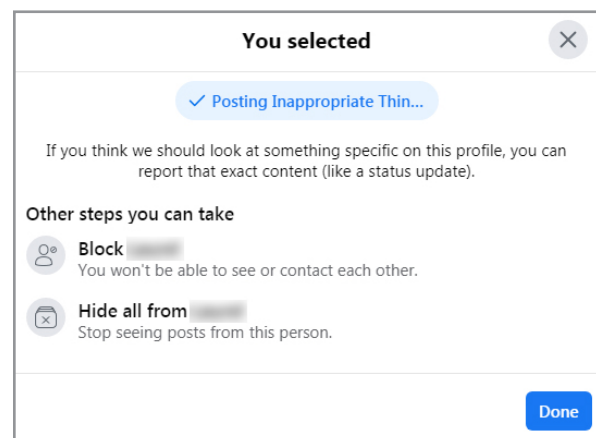 You selected
Posting Inappropriate Thin...
If you think we should look at something specific on this profile, you can
report that exact content (like a status update).
Other steps you can take
Block
You won't be able to see or contact each other.
Hide all from
Stop seeing posts from this person.
Done